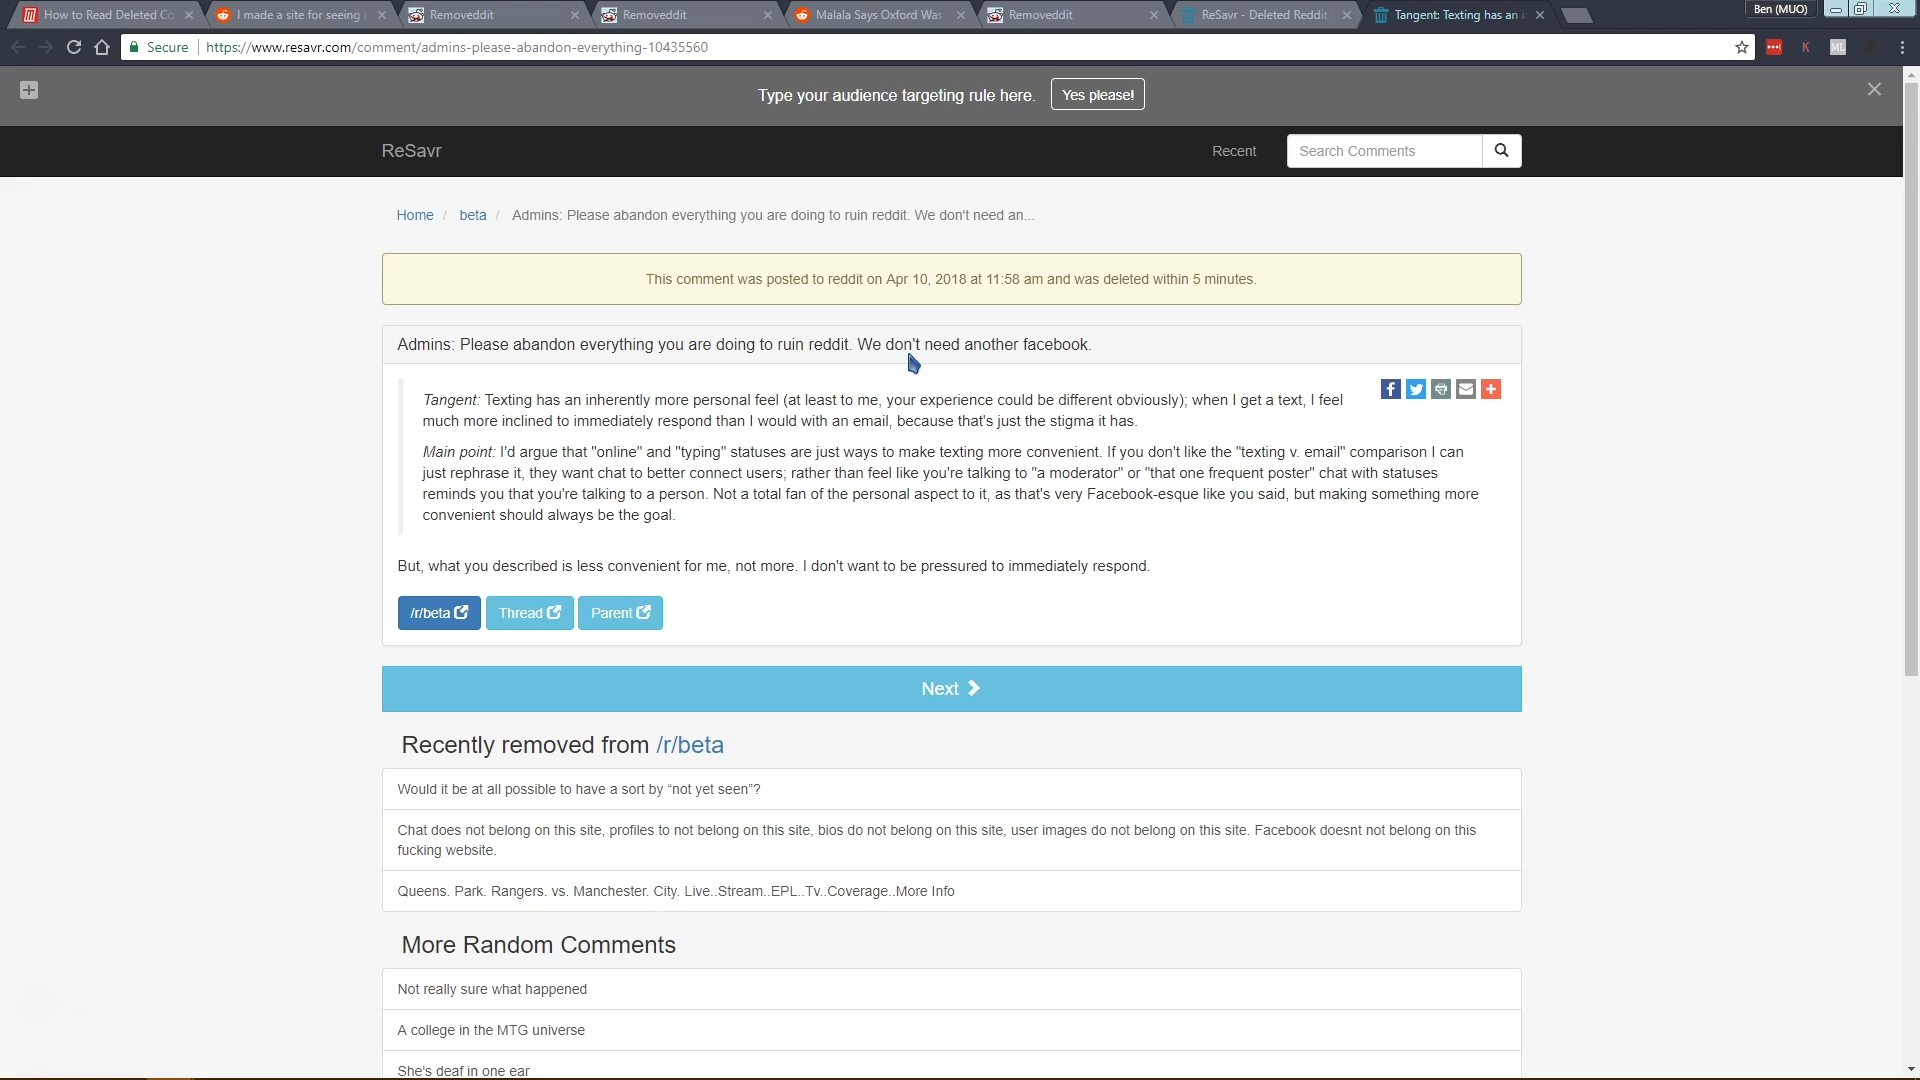 How to Read Deleted Co
I made a site for seeing
Removeddit
Removeddit
Malala Says Oxford Was
Removeddit
ReSavr - Deleted Reddit
Tangent: Texting has an i
Ben (MUO)
Secure
https://www.resavr.com/comment/admins-please-abandon-everything-10435560
K
ML
Type your audience targeting rule here.
Yes please!
ReSavr
Recent
Search Comments
Home / beta / Admins: Please abandon everything you are doing to ruin reddit. We don't need an...
This comment was posted to reddit on Apr 10, 2018 at 11:58 am and was deleted within 5 minutes.
Admins: Please abandon everything you are doing to ruin reddit. We don't need another facebook.
Tangent: Texting has an inherently more personal feel (at least to me, your experience could be different obviously); when I get a text, I feel
much more inclined to immediately respond than I would with an email, because that's just the stigma it has.
Main point: I'd argue that "online" and "typing" statuses are just ways to make texting more convenient. If you don't like the "texting v. email" comparison I can
just rephrase it, they want chat to better connect users; rather than feel like you're talking to "a moderator" or "that one frequent poster" chat with statuses
reminds you that you're talking to a person. Not a total fan of the personal aspect to it, as that's very Facebook-esque like you said, but making something more
convenient should always be the goal.
But, what you described is less convenient for me, not more. I don't want to be pressured to immediately respond.
/r/beta
Thread
Parent
Next
Recently removed from /r/beta
Would it be at all possible to have a sort by “not yet seen”?
Chat does not belong on this site, profiles to not belong on this site, bios do not belong on this site, user images do not belong on this site. Facebook doesnt not belong on this
fucking website.
Queens. Park. Rangers. vs. Manchester. City. Live..Stream..EPL..Tv..Coverage..More Info
More Random Comments
Not really sure what happened
A college in the MTG universe
She's deaf in one ear